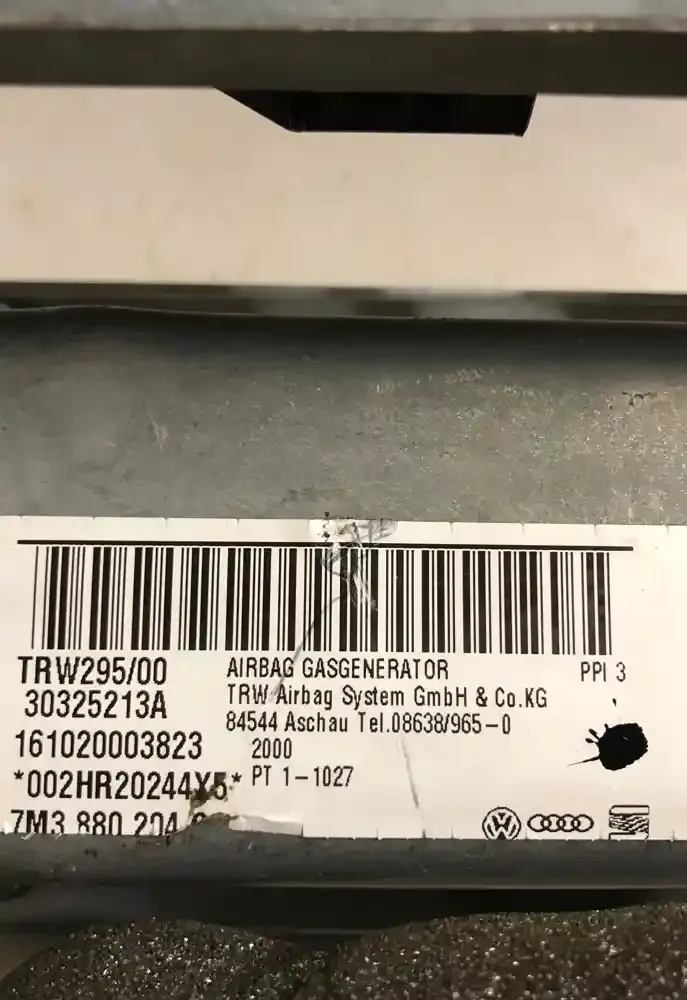 TRW295/00
30325213A
161020003823
*002HR20244X5*
7M3 880 204
AIRBAG GASGENERATOR
TRW Airbag System GmbH & Co.KG
84544 Aschau Tel.08638/965-0
2000
PT 1-1027
PPI 3